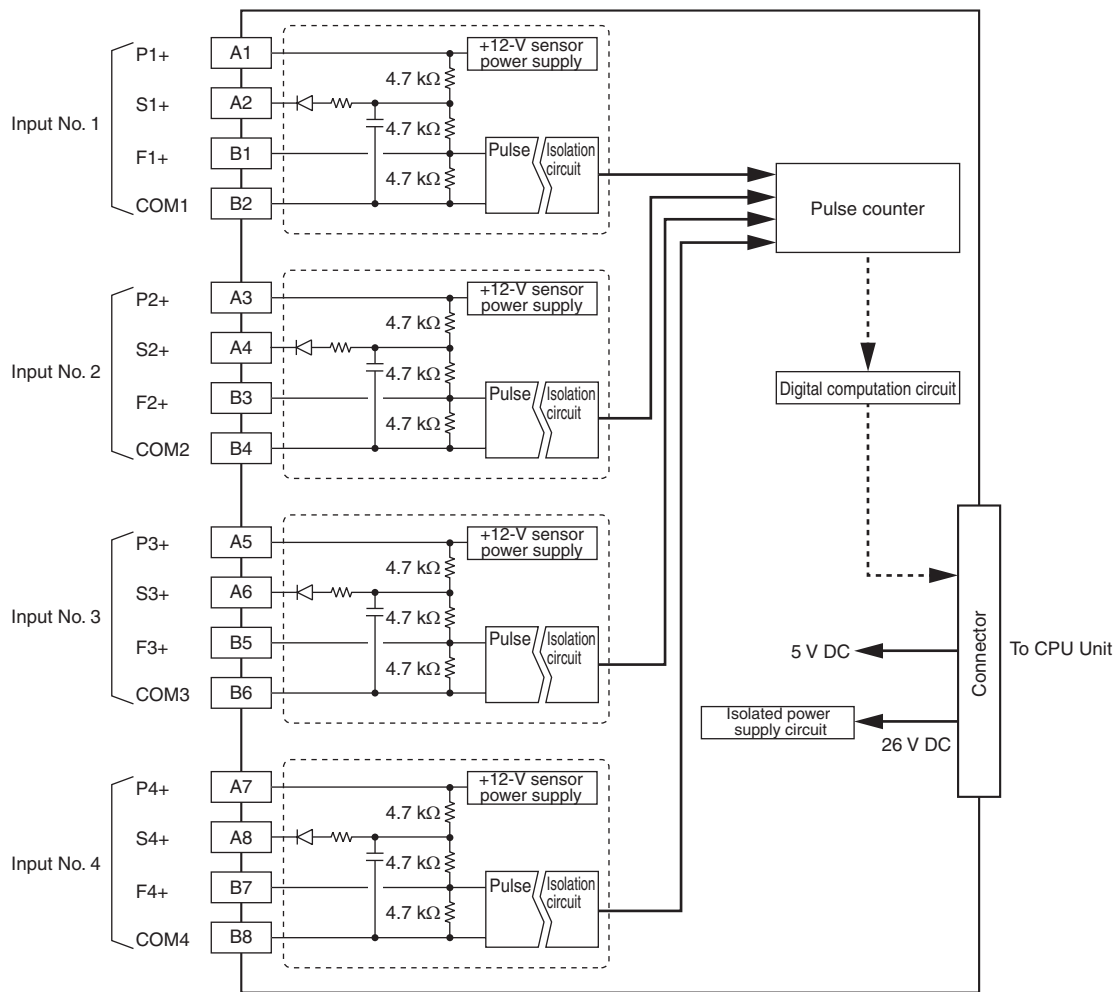 Input No. 1
P1+
A1
+12-V sensor
power supply
4.7 kΩ
S1+
A2
4.7 kΩ
F1+
B1
Pulse
Isolation
circuit
4.7 kΩ
COM1
B2
Pulse counter
Input No. 2
P2+
A3
+12-V sensor
power supply
4.7 kΩ
S2+
A4
4.7 kΩ
F2+
B3
Pulse
Isolation
circuit
4.7 kΩ
COM2
B4
Digital computation circuit
Input No. 3
P3+
A5
+12-V sensor
power supply
4.7 kΩ
S3+
A6
4.7 kΩ
F3+
B5
Pulse
Isolation
circuit
4.7 kΩ
COM3
B6
5 V DC
Connector
To CPU Unit
Isolated power
supply circuit
26 V DC
Input No. 4
P4+
A7
+12-V sensor
power supply
4.7 kΩ
S4+
A8
4.7 kΩ
F4+
B7
Pulse
Isolation
circuit
4.7 kΩ
COM4
B8